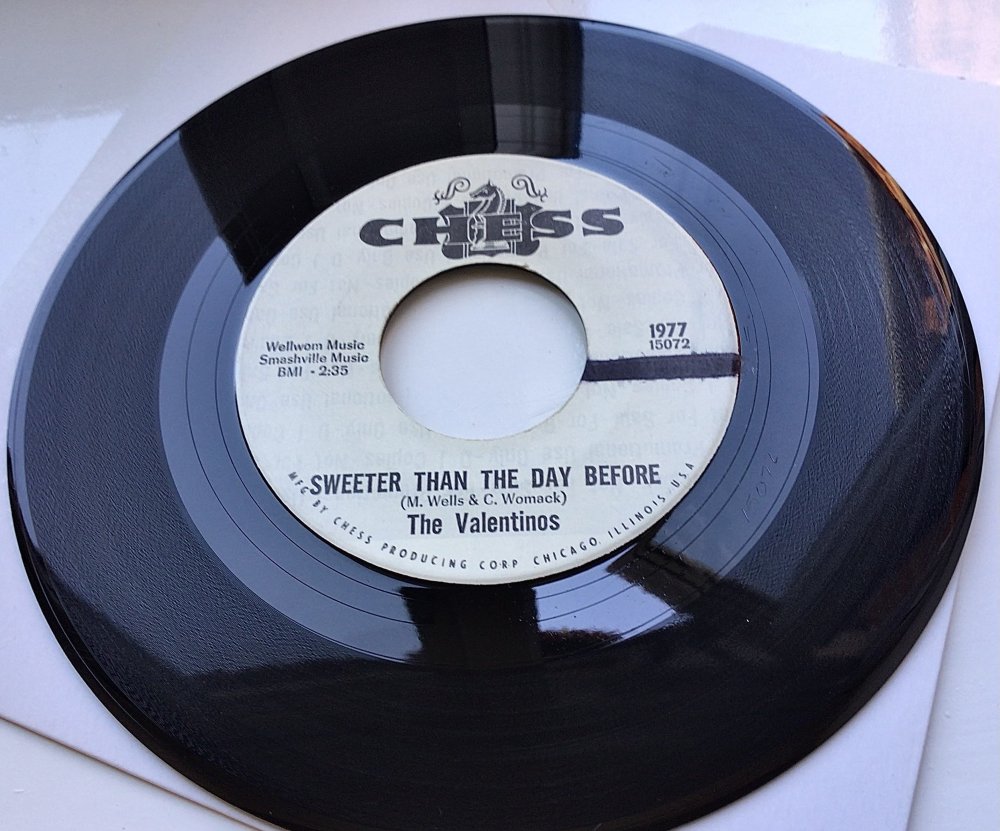 CHESS
1977
15072
Wellwom Music
Smashville Music
BMI - 2:35
SWEETER THAN THE DAY BEFORE
(M. Wells & C. Womack)
The Valentinos
MFG BY CHESS PRODUCING CORP CHICAGO, ILLINOIS, U.S.A